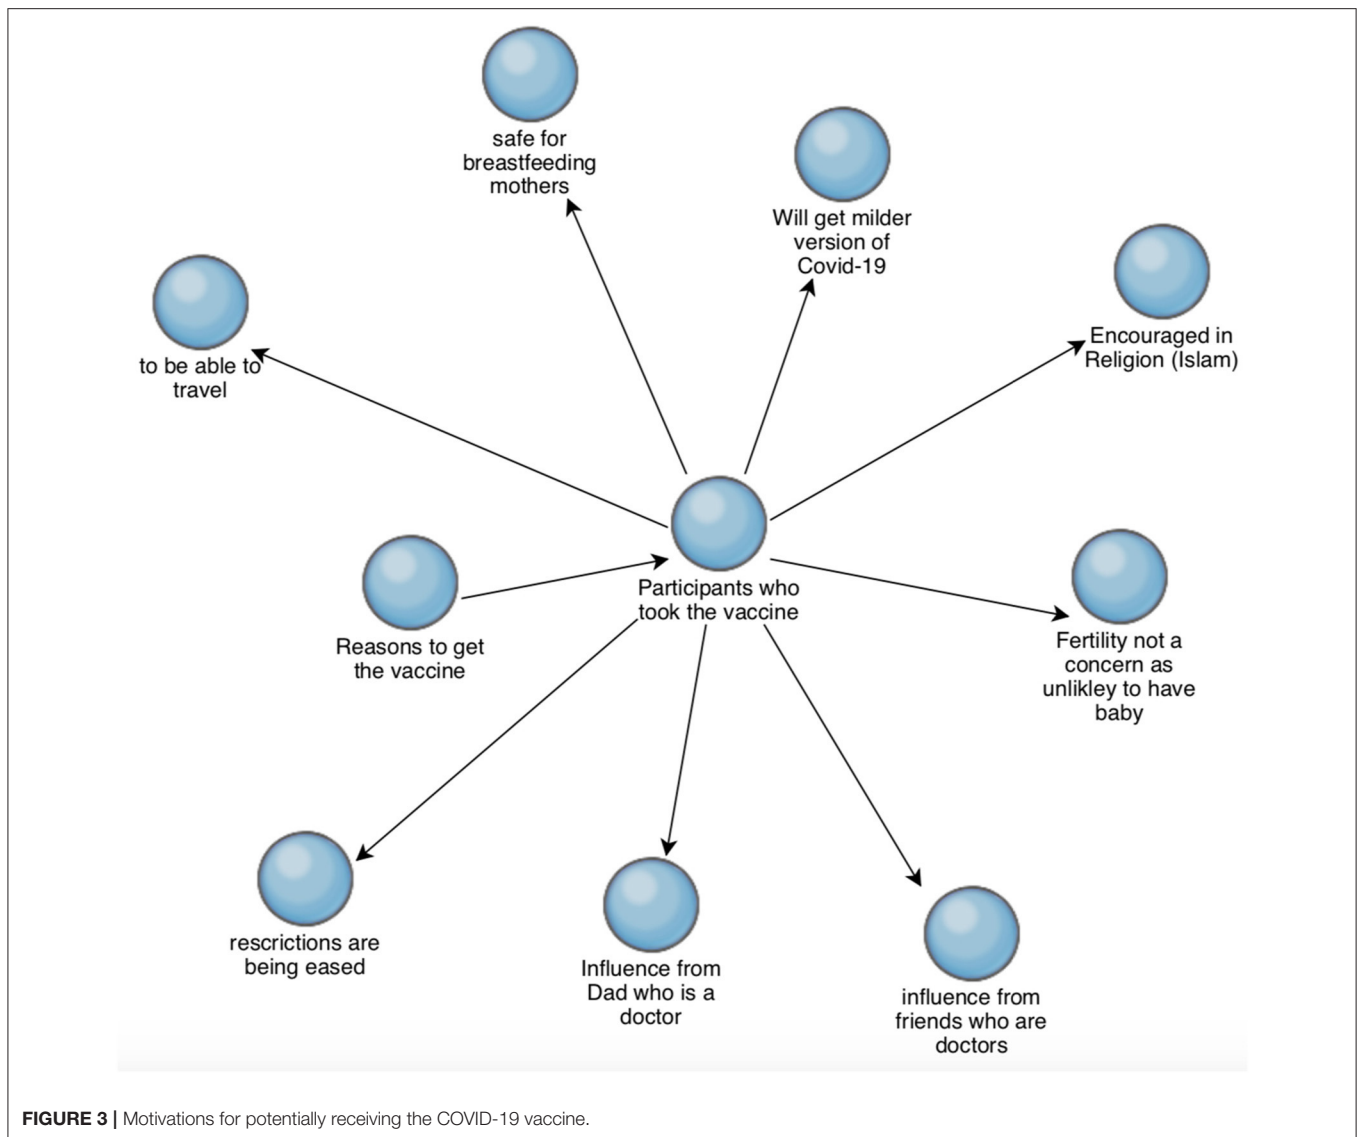 safe for
breastfeeding
mothers
Will get milder
version of
Covid-19
Encouraged in
Religion (Islam)
to be able to
travel
Participants who
took the vaccine
Reasons to get
the vaccine
Fertility not a
concern as
unlikley to have
baby
rescrictions are
being eased
Influence from
Dad who is a
doctor
influence from
friends who are
doctors
FIGURE 3 | Motivations for potentially receiving the COVID-19 vaccine.